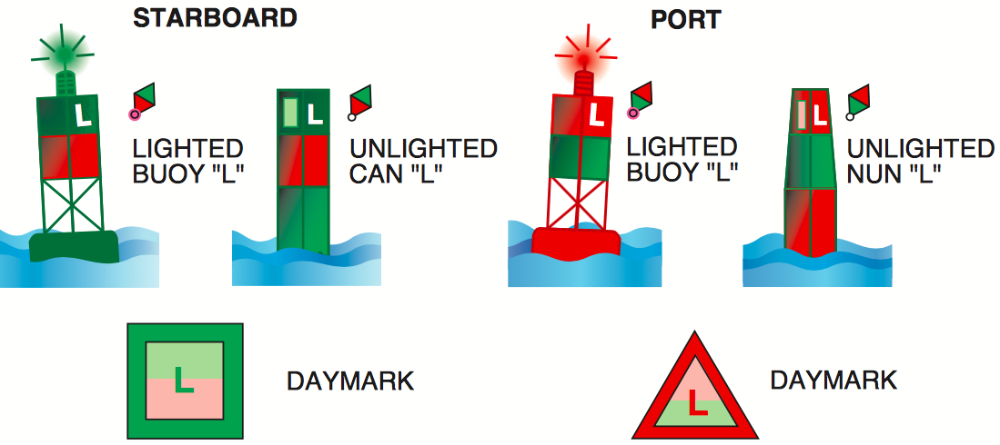 STARBOARD
PORT
L
L
L
L
LIGHTED
BUOY "L"
UNLIGHTED
CAN "L"
LIGHTED
BUOY "L"
UNLIGHTED
NUN "L"
L
DAYMARK
L
DAYMARK